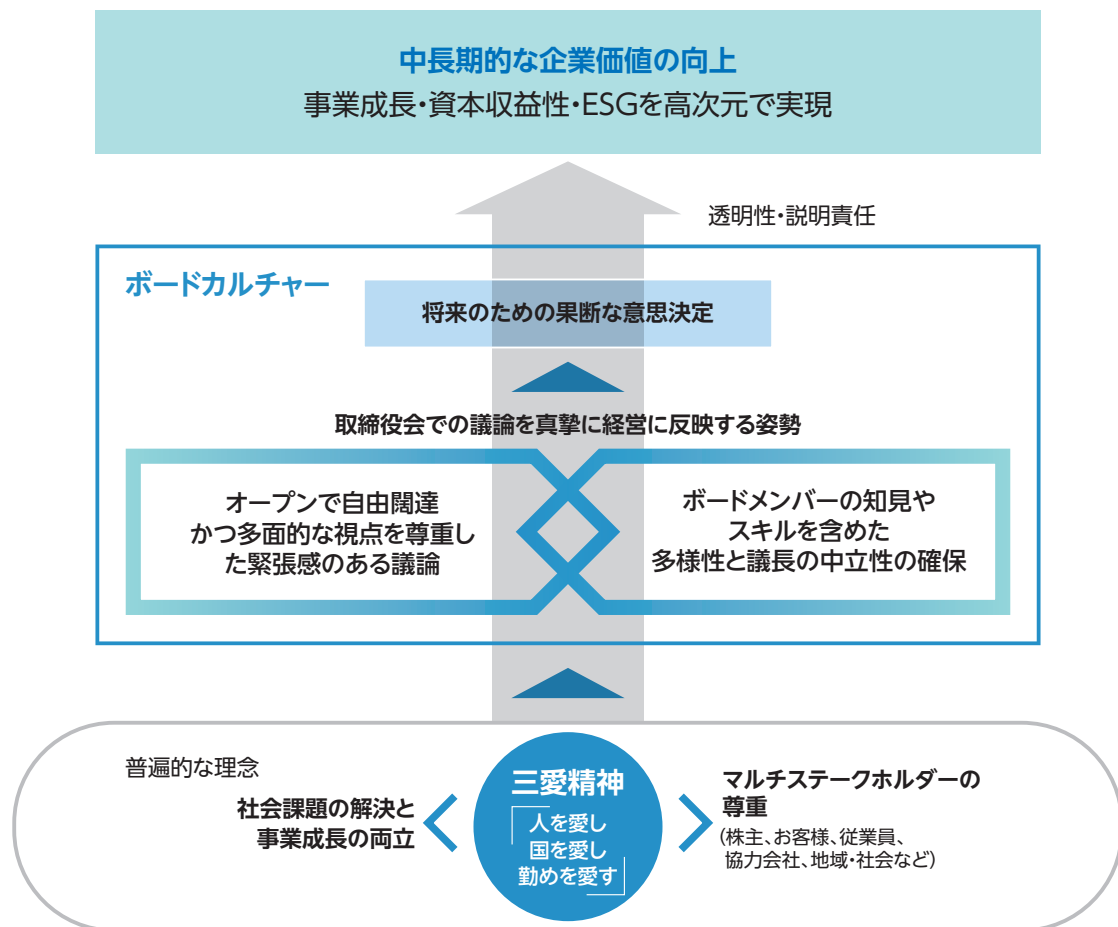 中長期的な企業価値の向上
事業成長・資本収益性・ESGを高次元で実現
透明性・説明責任
ボードカルチャー
将来のための果断な意思決定
取締役会での議論を真摯に経営に反映する姿勢
オープンで自由闊達
かつ多面的な視点を尊重し
た緊張感のある議論
ボードメンバーの知見や
スキルを含めた
多様性と議長の中立性の確保
普遍的な理念
社会課題の解決と
事業成長の両立
三愛精神
「人を愛し
国を愛し
勤めを愛す」
マルチステークホルダーの
尊重
(株主、お客様、従業員、
協力会社、地域・社会など)